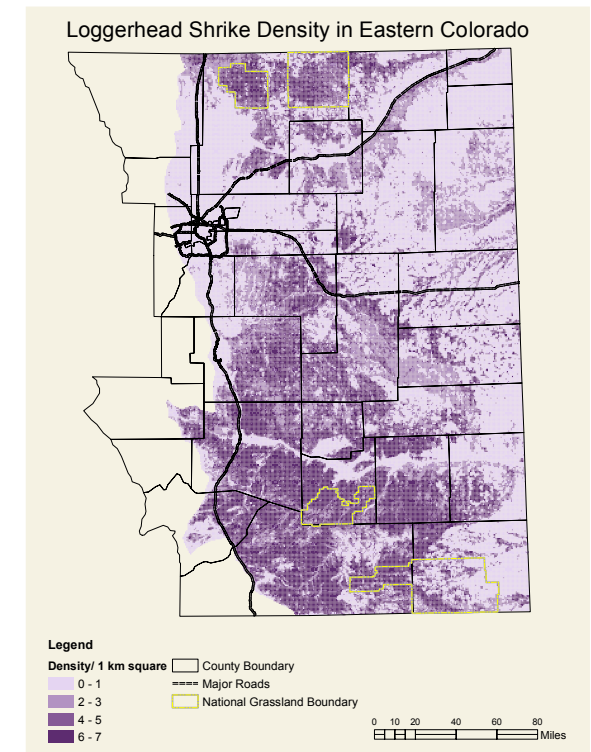 Loggerhead Shrike Density in Eastern Colorado
Legend
Density/ 1 km square
0 - 1
2 - 3
4 - 5
6 - 7
County Boundary
Major Roads
National Grassland Boundary
0 10 20 40 60 80
Miles